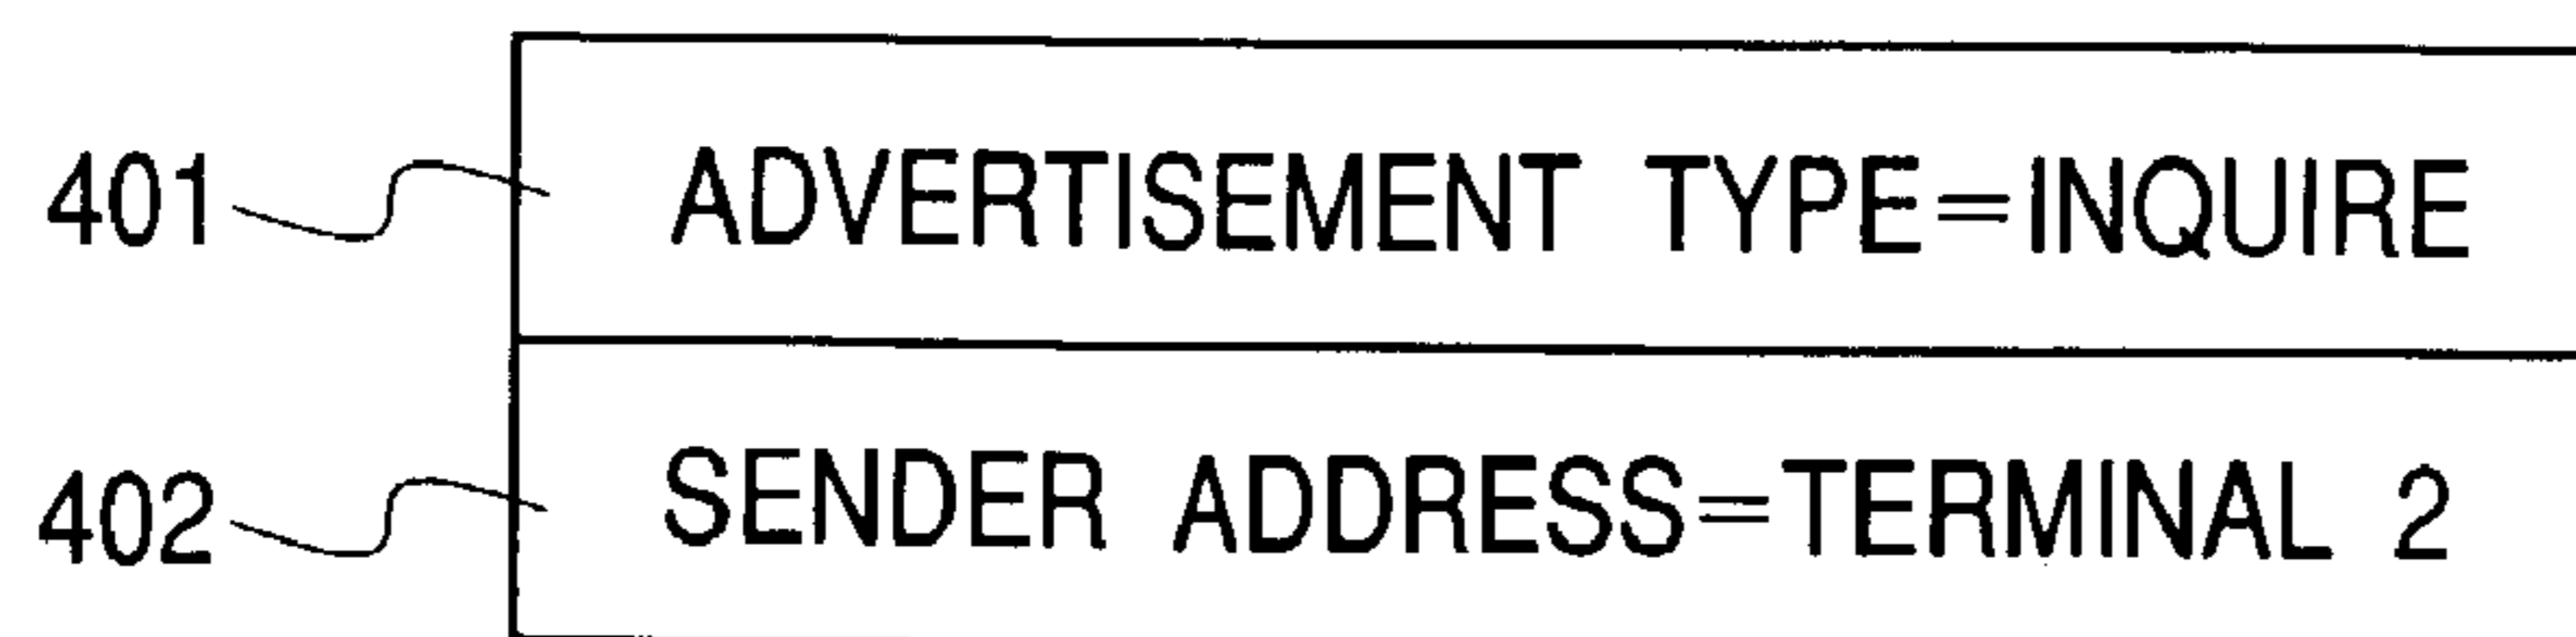 401 ADVERTISEMENT TYPE=INQUIRE
402 SENDER ADDRESS=TERMINAL 2